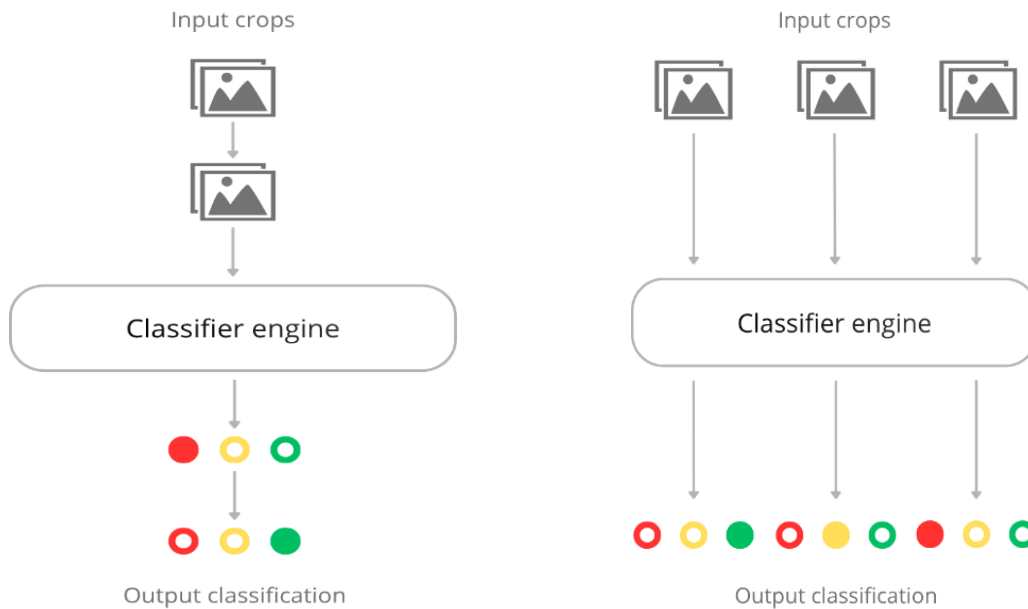 Input crops
Classifier engine
Output classification
Input crops
Classifier engine
Output classification